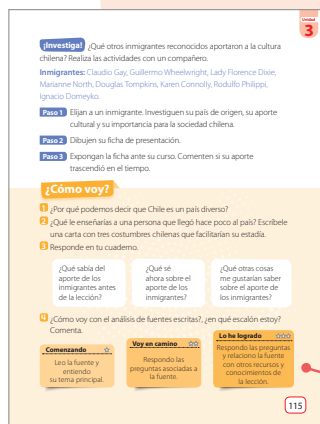 Unidad
3
¡Investiga! ¿Qué otros inmigrantes reconocidos aportaron a la cultura
chilena? Realiza las actividades con un compañero.
Inmigrantes: Claudio Gay, Guillermo Wheelwright, Lady Florence Dixie,
Marianne North, Douglas Tompkins, Karen Connolly, Rodulfo Philippi,
Ignacio Domeyko.
Paso 1 Elijan a un inmigrante. Investiguen su país de origen, su aporte
cultural y su importancia para la sociedad chilena.
Paso 2 Dibujen su ficha de presentación.
Paso 3 Expongan la ficha ante su curso. Comenten si su aporte
trascendió en el tiempo.
¿Cómo voy?
1 ¿Por qué podemos decir que Chile es un país diverso?
2 ¿Qué le enseñarías a una persona que llegó hace poco al país? Escríbele
una carta con tres costumbres chilenas que facilitarían su estadía.
3 Responde en tu cuaderno.
¿Qué sabía del
aporte de los
inmigrantes antes
de la lección?
¿Qué sé
ahora sobre el
aporte de los
inmigrantes?
¿Qué otras cosas
me gustarían saber
sobre el aporte de
los inmigrantes?
4 ¿Cómo voy con el análisis de fuentes escritas?, ¿en qué escalón estoy?
Comenta.
Comenzando
Leo la fuente y
entiendo
su tema principal.
Voy en camino
Respondo las
preguntas asociadas a
la fuente.
Lo he logrado
Respondo las preguntas
y relaciono la fuente
con otros recursos y
conocimientos de
la lección.
115